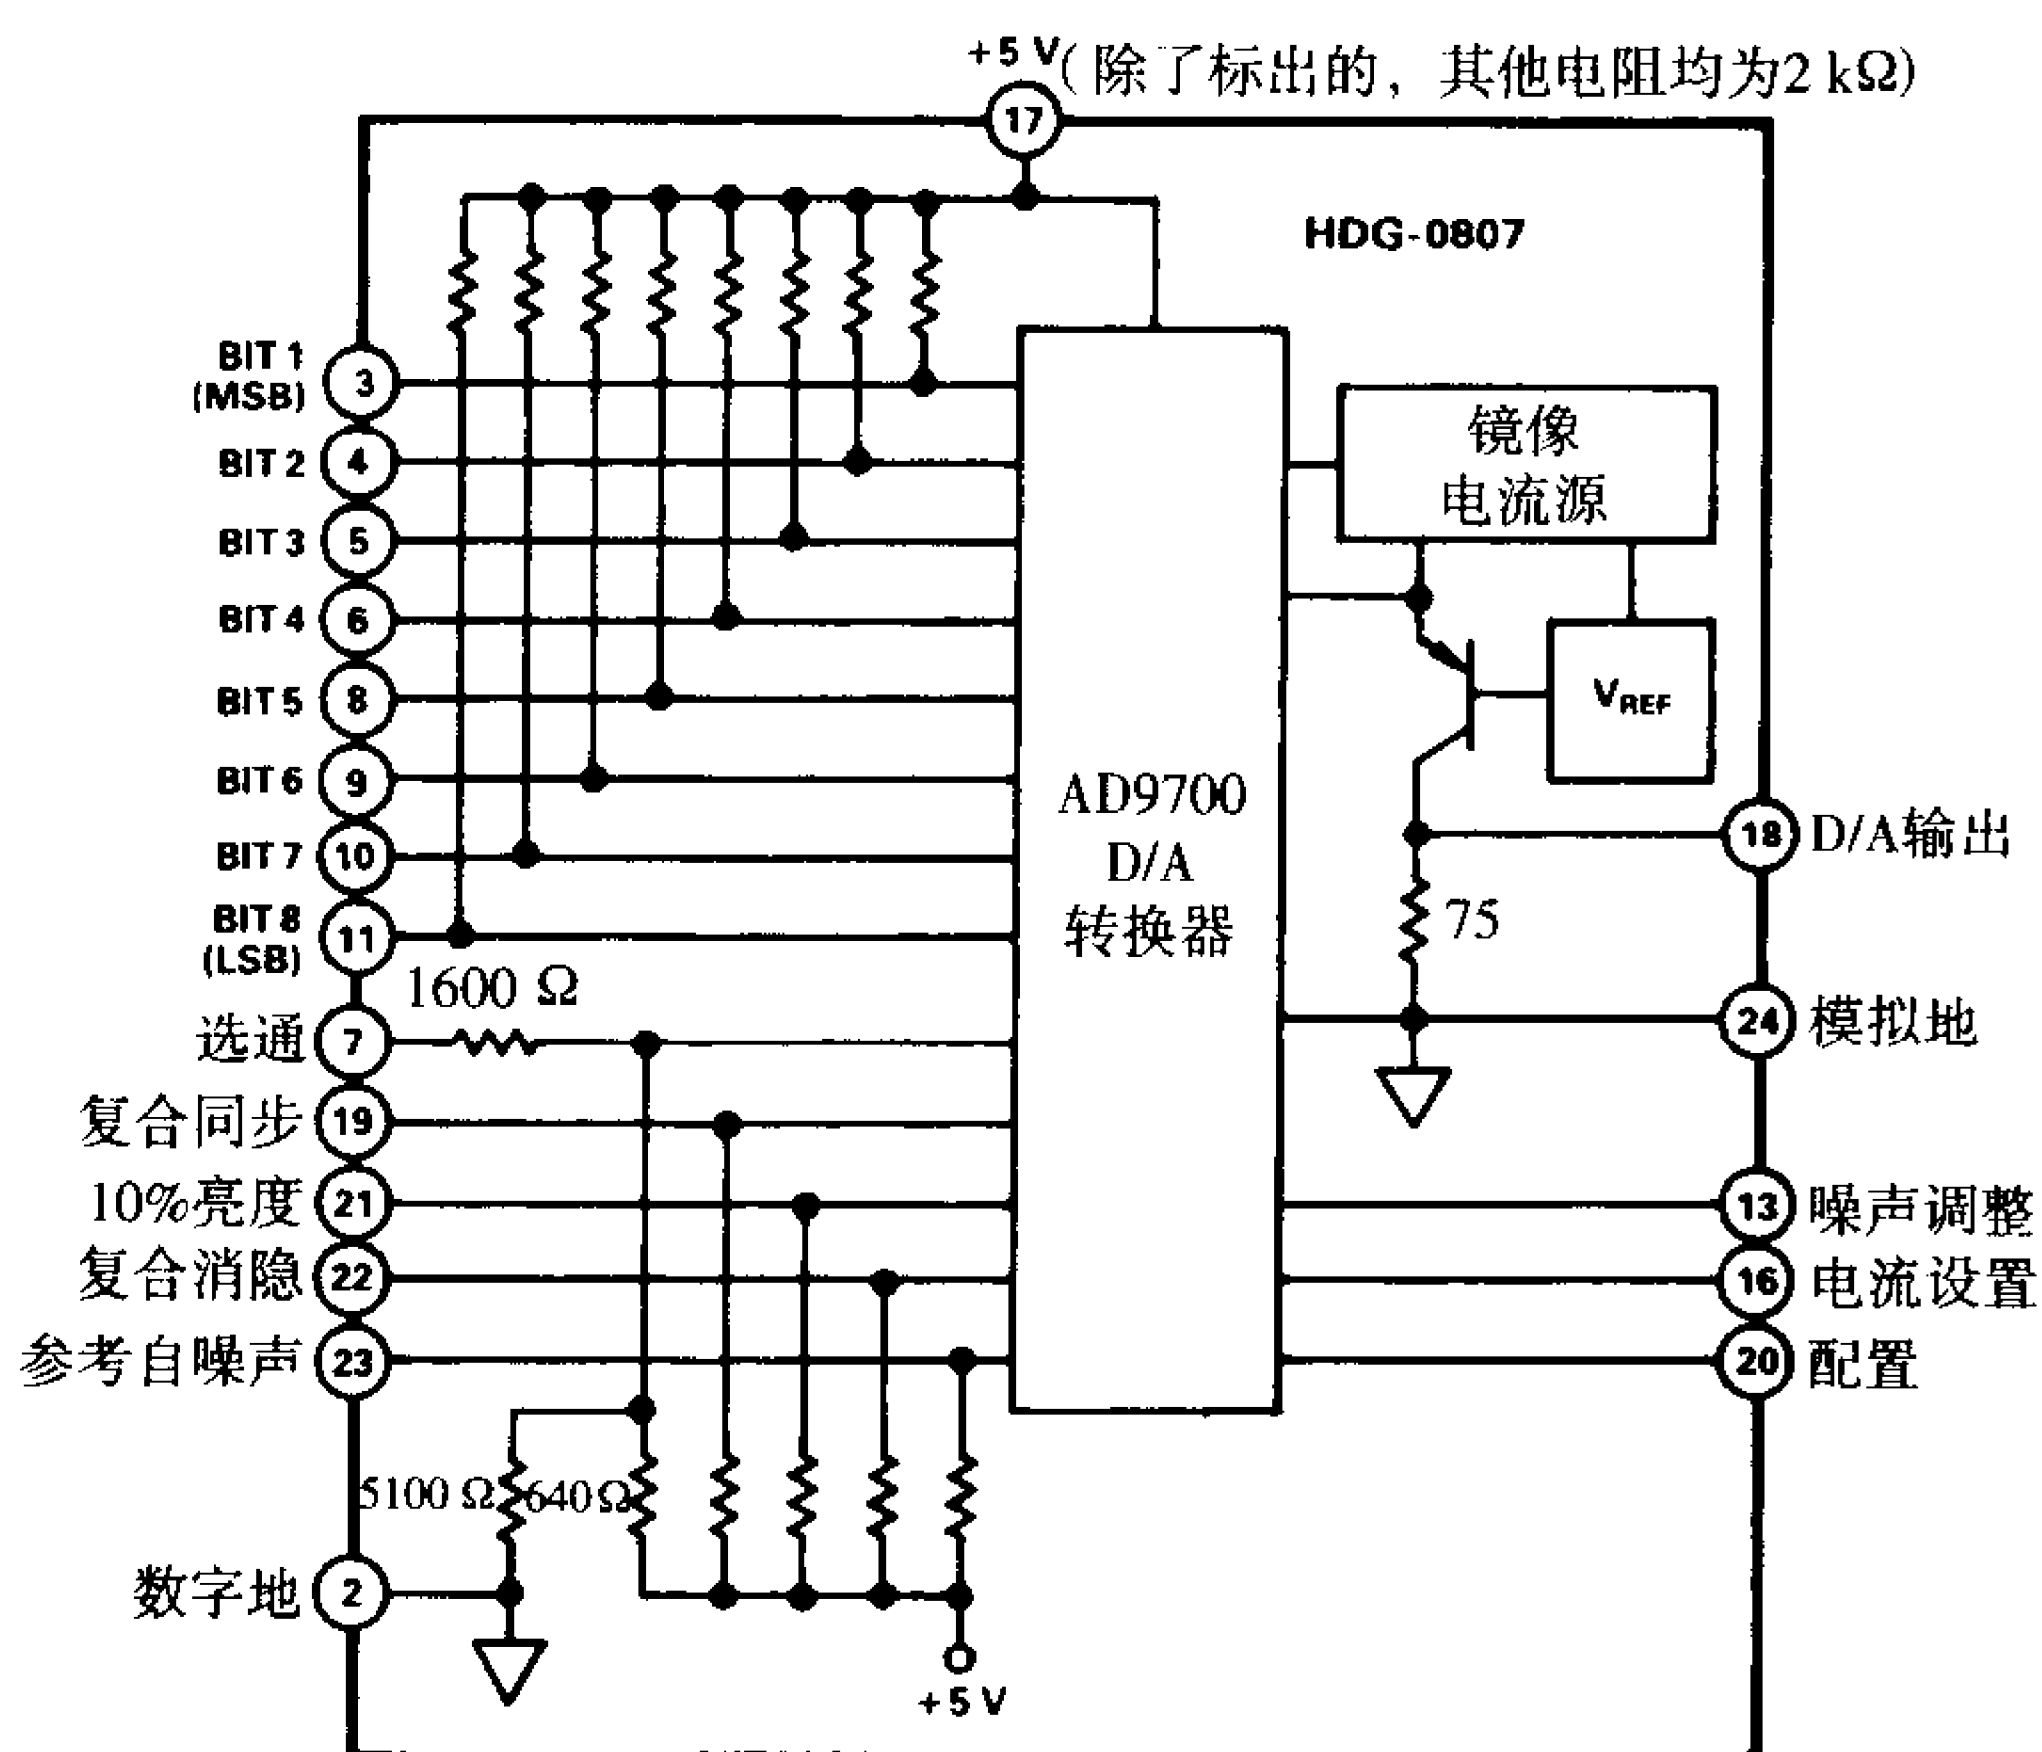 +5 V(除了标出的，其他电阻均为2 kΩ)
17
HDG-0807
BIT 1
(MSB)
3
BIT 2
4
BIT 3
5
BIT 4
6
BIT 5
8
BIT 6
9
BIT 7
10
BIT 8
(LSB)
11
1600 Ω
选通
7
复合同步
19
10%亮度
21
复合消隐
22
参考自噪声
23
5100 Ω
640Ω
数字地
2
+5 V
AD9700
D/A
转换器
镜像
电流源
VREF
18
D/A输出
75
24
模拟地
13
噪声调整
16
电流设置
20
配置